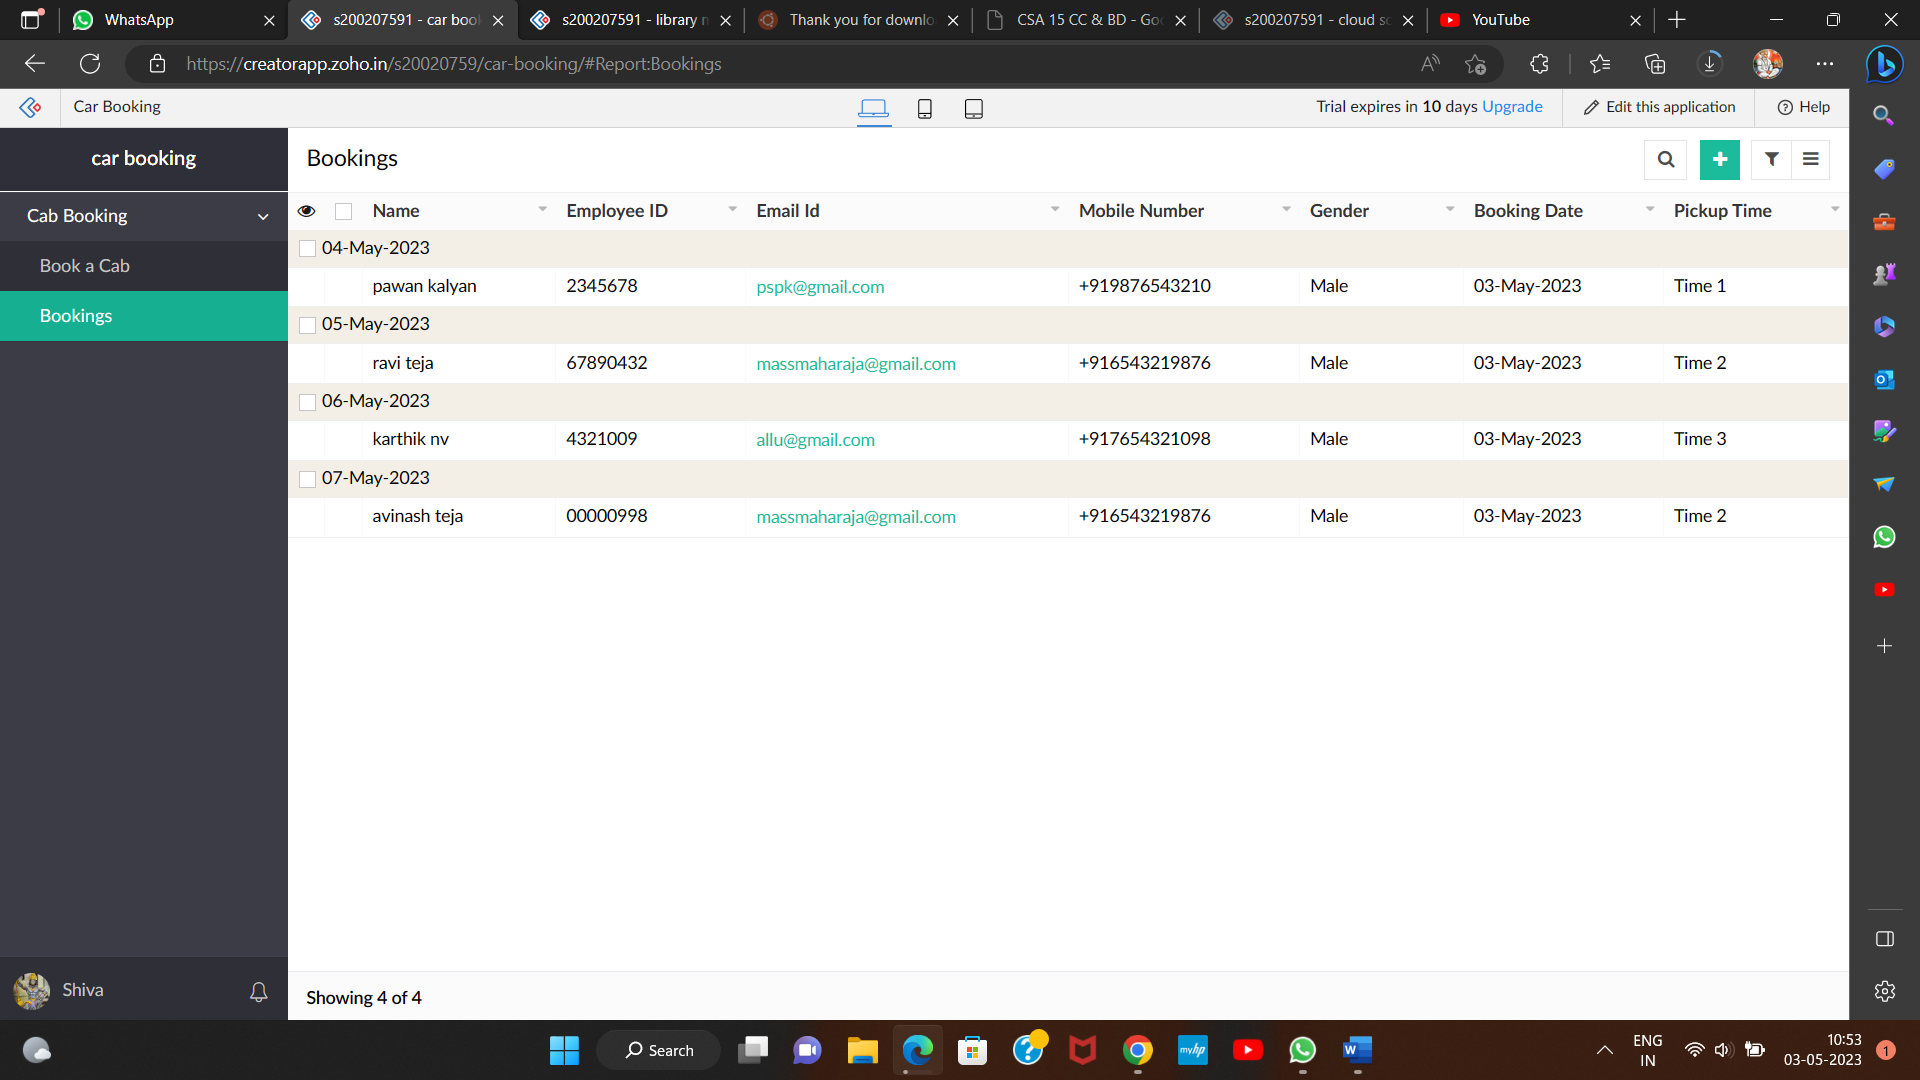 WhatsApp
s200207591 - car book
s200207591 - library m
Thank you for downlo
CSA 15 CC & BD - Goo
s200207591 - cloud sc
YouTube
https://creatorapp.zoho.in/s20020759/car-booking/#Report:Bookings
Car Booking
Trial expires in 10 days Upgrade
Edit this application
Help
car booking
Cab Booking
Book a Cab
Bookings
Bookings
Name Employee ID Email Id Mobile Number Gender Booking Date Pickup Time
04-May-2023
pawan kalyan 2345678 pspk@gmail.com +919876543210 Male 03-May-2023 Time 1
05-May-2023
ravi teja 67890432 massmaharaja@gmail.com +916543219876 Male 03-May-2023 Time 2
06-May-2023
karthik nv 4321009 allu@gmail.com +917654321098 Male 03-May-2023 Time 3
07-May-2023
avinash teja 00000998 massmaharaja@gmail.com +916543219876 Male 03-May-2023 Time 2
Shiva
Showing 4 of 4
Search
myhp
ENG
IN
10:53
03-05-2023
1